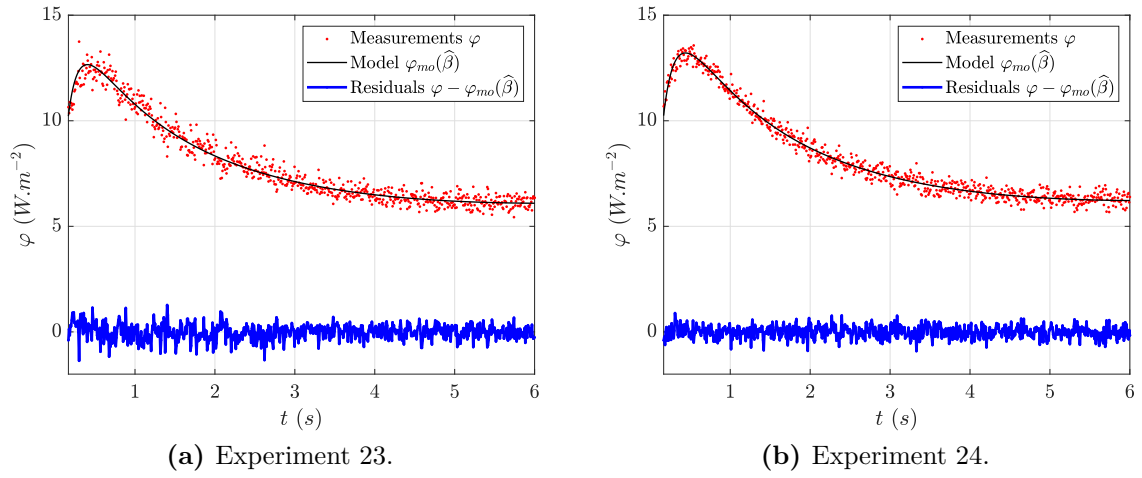 15
10
5
0
φ (W.m⁻²)
1 2 3 4 5 6
t (s)
Measurements φ
Model φ_mo(β̂)
Residuals φ − φ_mo(β̂)
(a) Experiment 23.
15
10
5
0
φ (W.m⁻²)
1 2 3 4 5 6
t (s)
Measurements φ
Model φ_mo(β̂)
Residuals φ − φ_mo(β̂)
(b) Experiment 24.